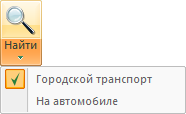 Найти
Городской транспорт
На автомобиле